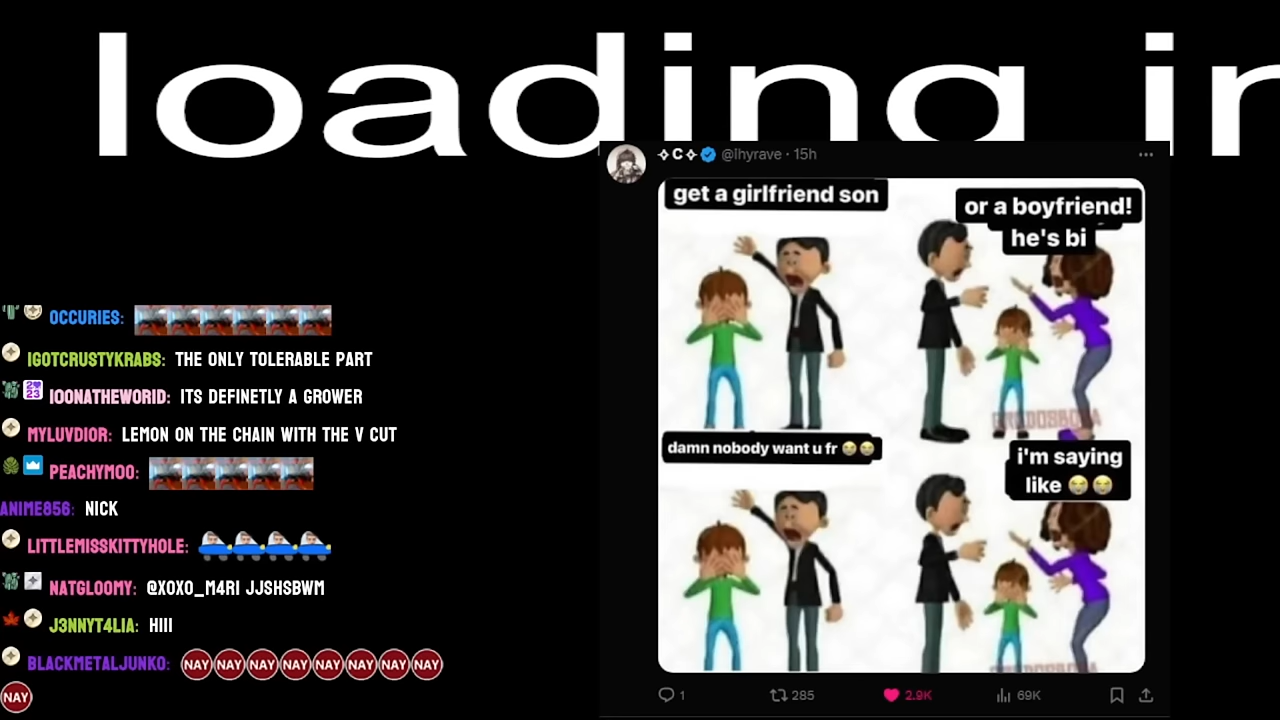 loading in
✧C✧ @lhyrave · 15h
get a girlfriend son
or a boyfriend!
he's bi
damn nobody want u fr 😭😭
i'm saying
like 😭😭
1 285 2.9K 69K
OCCURIES:
IGOTCRUSTYKRABS: THE ONLY TOLERABLE PART
2023
IOONATHEWORID: ITS DEFINETLY A GROWER
MYLUVDIOR: LEMON ON THE CHAIN WITH THE V CUT
PEACHYMOO:
ANIME856: NICK
LITTLEMISSKITTYHOLE:
NATGLOOMY: @XOXO_M4RI JJSHSBWM
J3NNYT4LIA: HIII
BLACKMETALJUNKO: NAY NAY NAY NAY NAY NAY NAY NAY
NAY